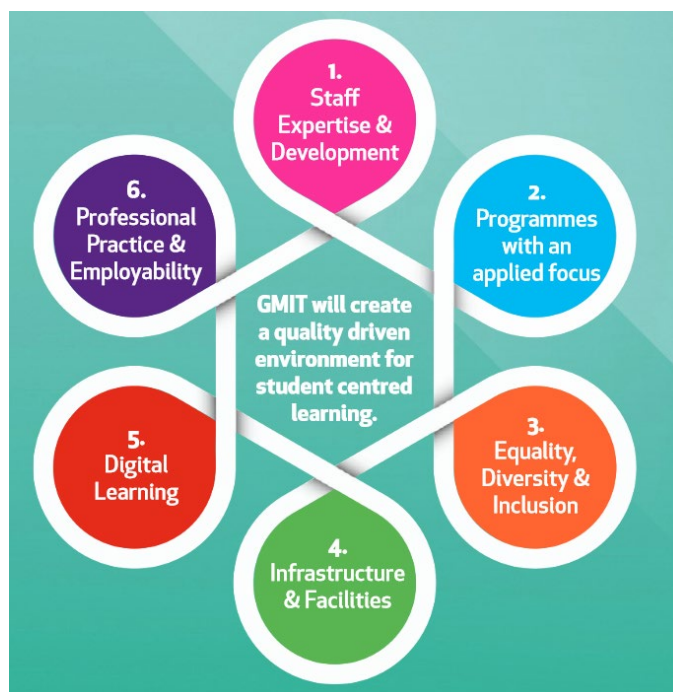 1.
Staff
Expertise &
Development
2.
Programmes
with an
applied focus
3.
Equality,
Diversity &
Inclusion
4.
Infrastructure
& Facilities
5.
Digital
Learning
6.
Professional
Practice &
Employability
GMIT will create
a quality driven
environment for
student centred
learning.